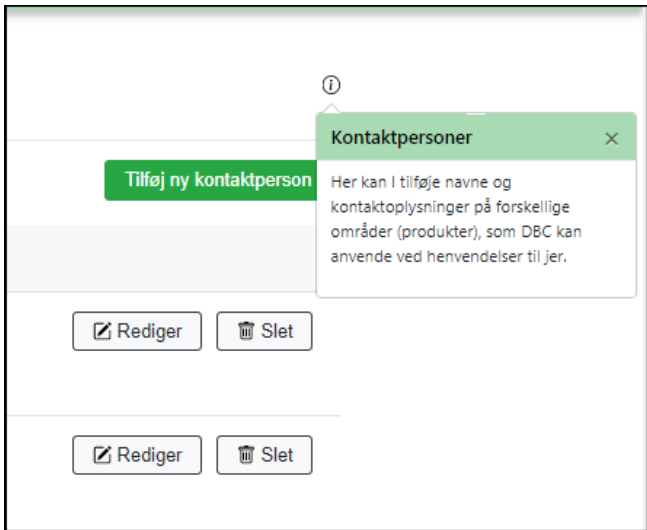 Kontaktpersoner
Tilføj ny kontaktperson
Her kan I tilføje navne og
kontaktoplysninger på forskellige
områder (produkter), som DBC kan
anvende ved henvendelser til jer.
Rediger Slet
Rediger Slet